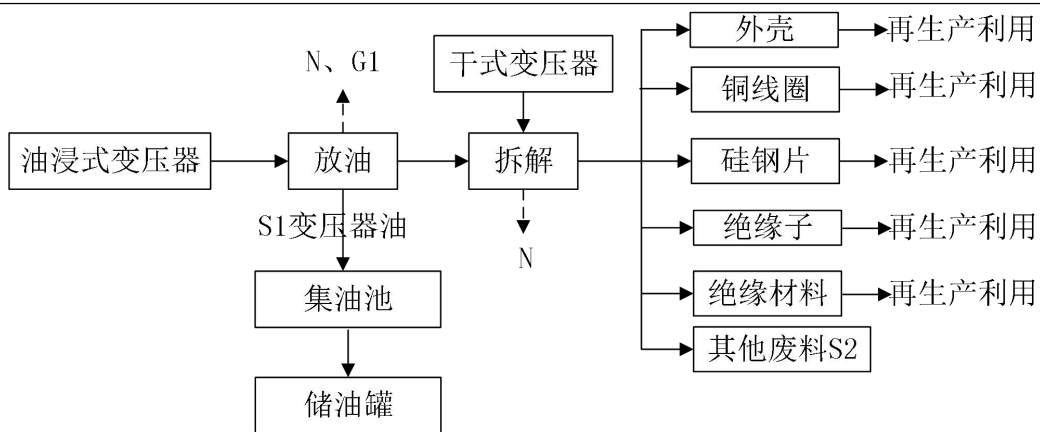 外壳
再生产利用
N、G1
干式变压器
铜线圈
再生产利用
油浸式变压器
放油
拆解
硅钢片
再生产利用
S1变压器油
N
绝缘子
再生产利用
集油池
绝缘材料
再生产利用
其他废料S2
储油罐